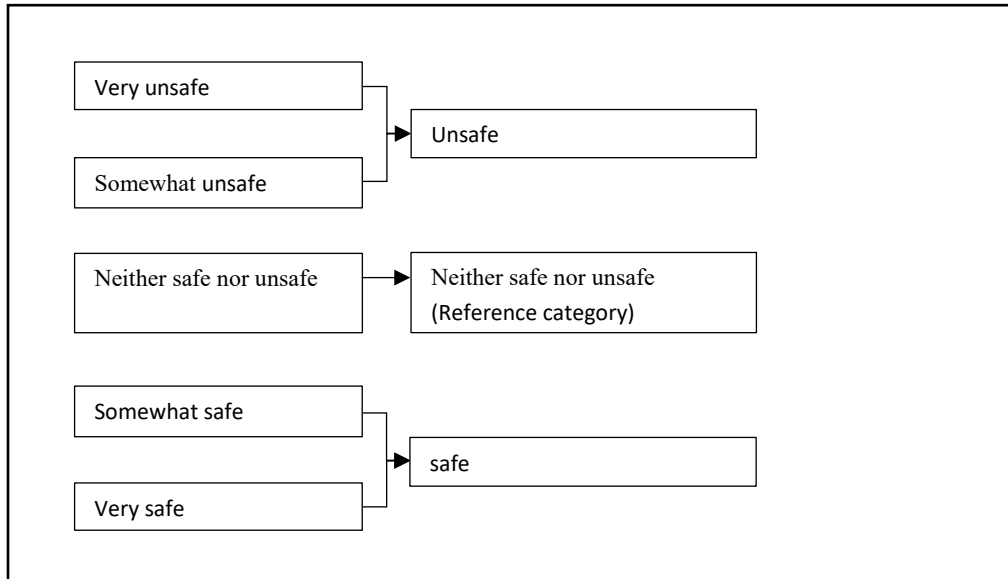 Very unsafe
Unsafe
Somewhat unsafe
Neither safe nor unsafe
Neither safe nor unsafe
(Reference category)
Somewhat safe
safe
Very safe